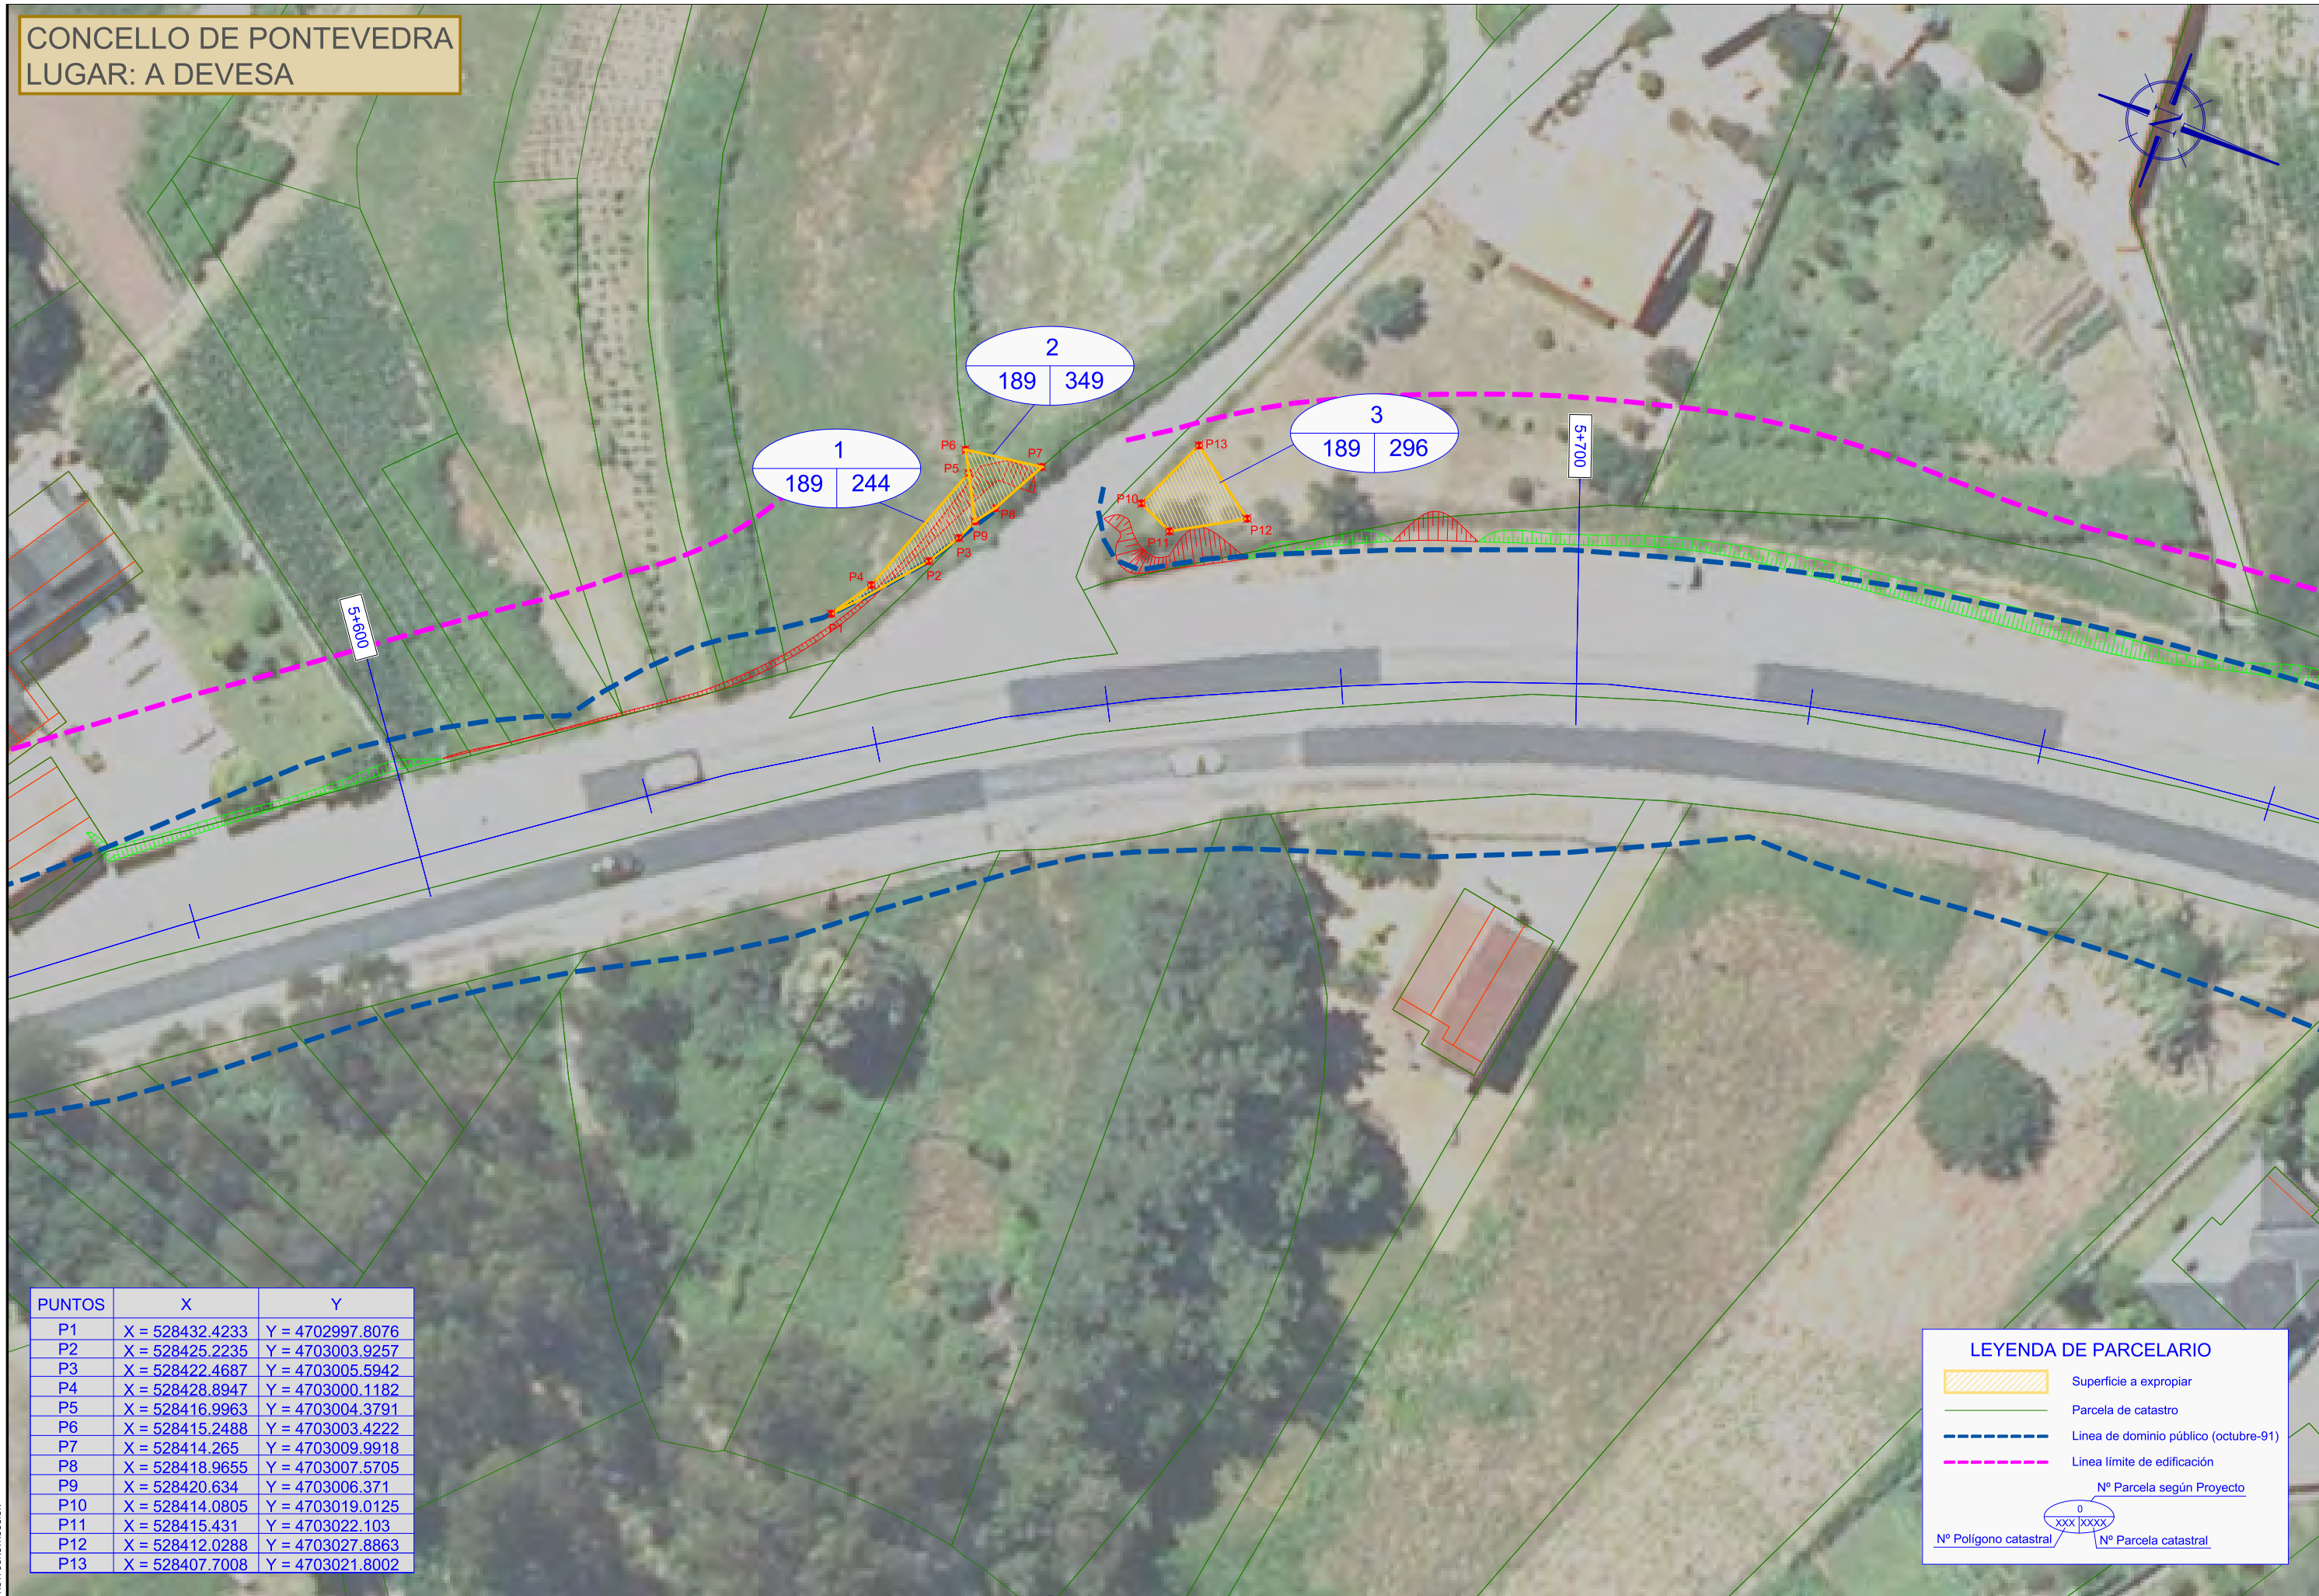 CONCELLO DE PONTEVEDRA
LUGAR: A DEVESA
2
189 349
3
189 296
1
189 244
5+700
5+600
P6
P5
P7
P8
P9
P3
P2
P4
P1
P13
P10
P11
P12
PUNTOS X Y
P1 X = 528432.4233 Y = 4702997.8076
P2 X = 528425.2235 Y = 4703003.9257
P3 X = 528422.4687 Y = 4703005.5942
P4 X = 528428.8947 Y = 4703000.1182
P5 X = 528416.9963 Y = 4703004.3791
P6 X = 528415.2488 Y = 4703003.4222
P7 X = 528414.265 Y = 4703009.9918
P8 X = 528418.9655 Y = 4703007.5705
P9 X = 528420.634 Y = 4703006.371
P10 X = 528414.0805 Y = 4703019.0125
P11 X = 528415.431 Y = 4703022.103
P12 X = 528412.0288 Y = 4703027.8863
P13 X = 528407.7008 Y = 4703021.8002
LEYENDA DE PARCELARIO
Superficie a expropiar
Parcela de catastro
Linea de dominio público (octubre-91)
Linea límite de edificación
Nº Parcela según Proyecto
0
XXX XXXX
Nº Polígono catastral
Nº Parcela catastral